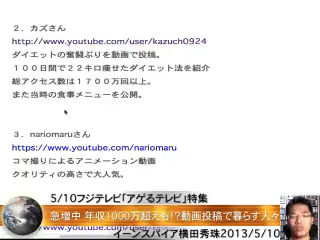 ２．カズさん
http://www.youtube.com/user/kazuch0924
ダイエットの奮闘ぶりを動画で投稿。
１００日間で２２キロ痩せたダイエット法を紹介
総アクセス数は１７００万回以上。
また当時の食事メニューを公開。
３．nariomaruさん
https://www.youtube.com/nariomaru
コマ撮りによるアニメーション動画
クオリティの高さで大人気。
5/10フジテレビ「アゲるテレビ」特集
急増中 年収1000万超えも!?動画投稿で暮らす人々
イーンスパイア横田秀珠2013/5/10